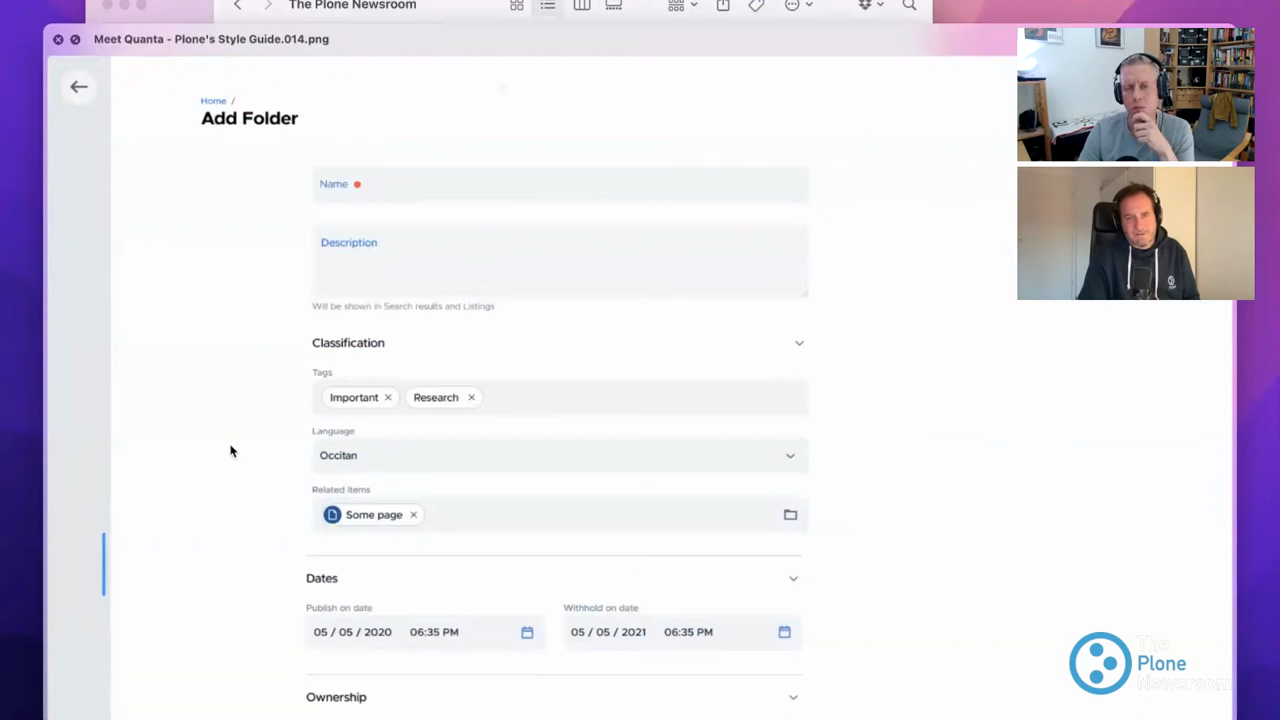 The Plone Newsroom
Meet Quanta - Plone's Style Guide.014.png
Home /
Add Folder
Name
Description
Will be shown in Search results and Listings
Classification
Tags
Important
Research
Language
Occitan
Related items
Some page
Dates
Publish on date
Withhold on date
05 / 05 / 2020 06:35 PM
05 / 05 / 2021 06:35 PM
Ownership
The
Plone
Newsroom